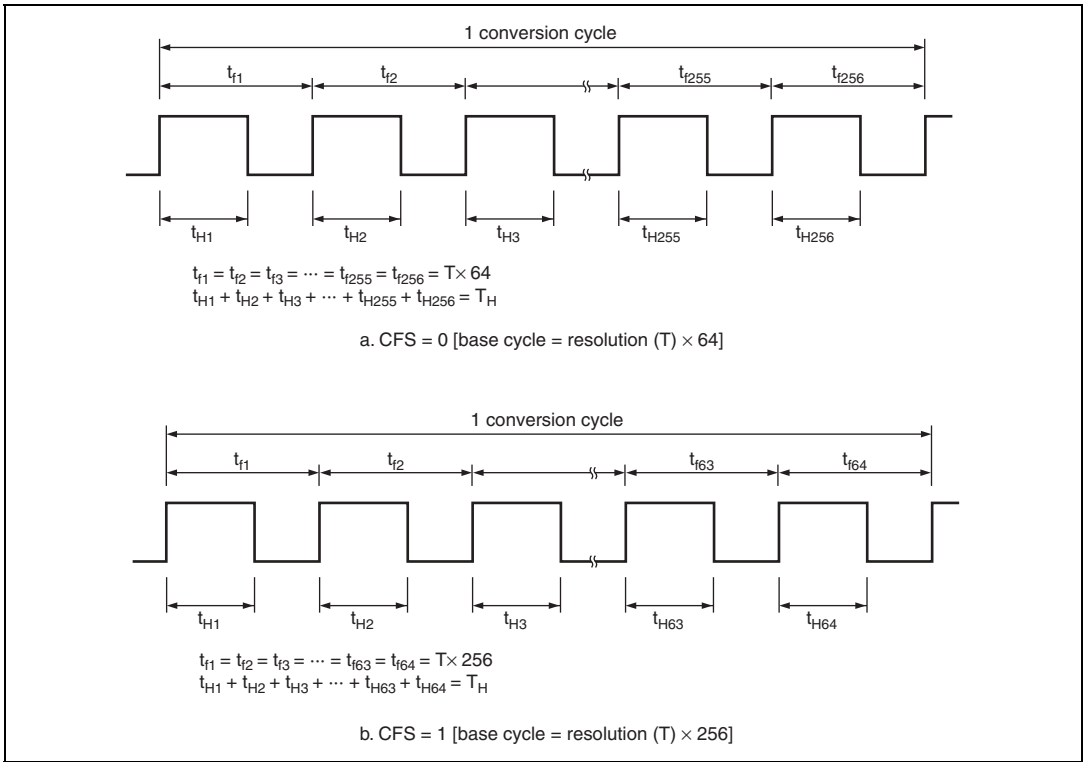 1 conversion cycle
tf1 tf2 tf255 tf256
tH1 tH2 tH3 tH255 tH256
tf1 = tf2 = tf3 = ··· = tf255 = tf256 = T× 64
tH1 + tH2 + tH3 + ··· + tH255 + tH256 = TH
a. CFS = 0 [base cycle = resolution (T) × 64]
1 conversion cycle
tf1 tf2 tf63 tf64
tH1 tH2 tH3 tH63 tH64
tf1 = tf2 = tf3 = ··· = tf63 = tf64 = T× 256
tH1 + tH2 + tH3 + ··· + tH63 + tH64 = TH
b. CFS = 1 [base cycle = resolution (T) × 256]